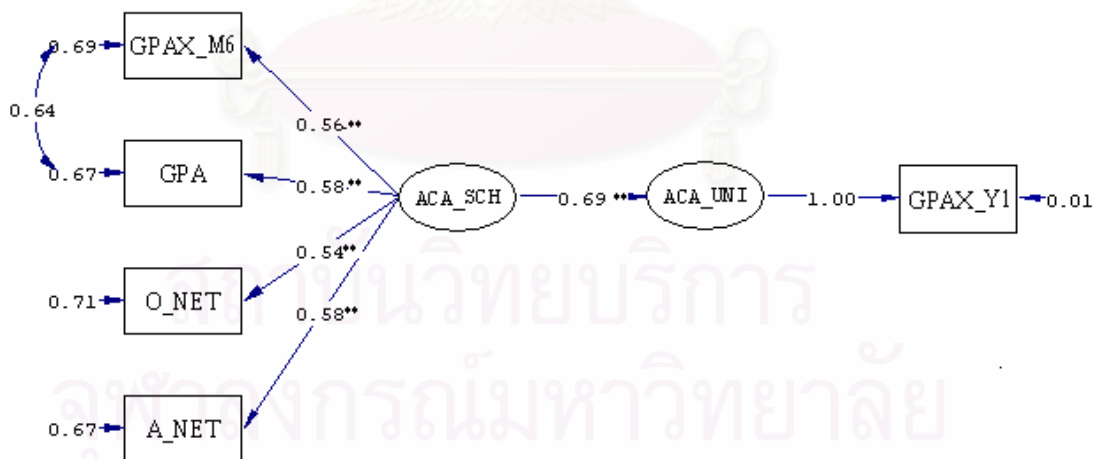 0.69 GPAX_M6
0.64
0.56**
0.67 GPA
0.58**
ACA_SCH 0.69** ACA_UNI 1.00 GPAX_Y1 0.01
0.54**
0.71 O_NET
0.58**
0.67 A_NET
สถาบันวิทยบริการ
จุฬาลงกรณ์มหาวิทยาลัย